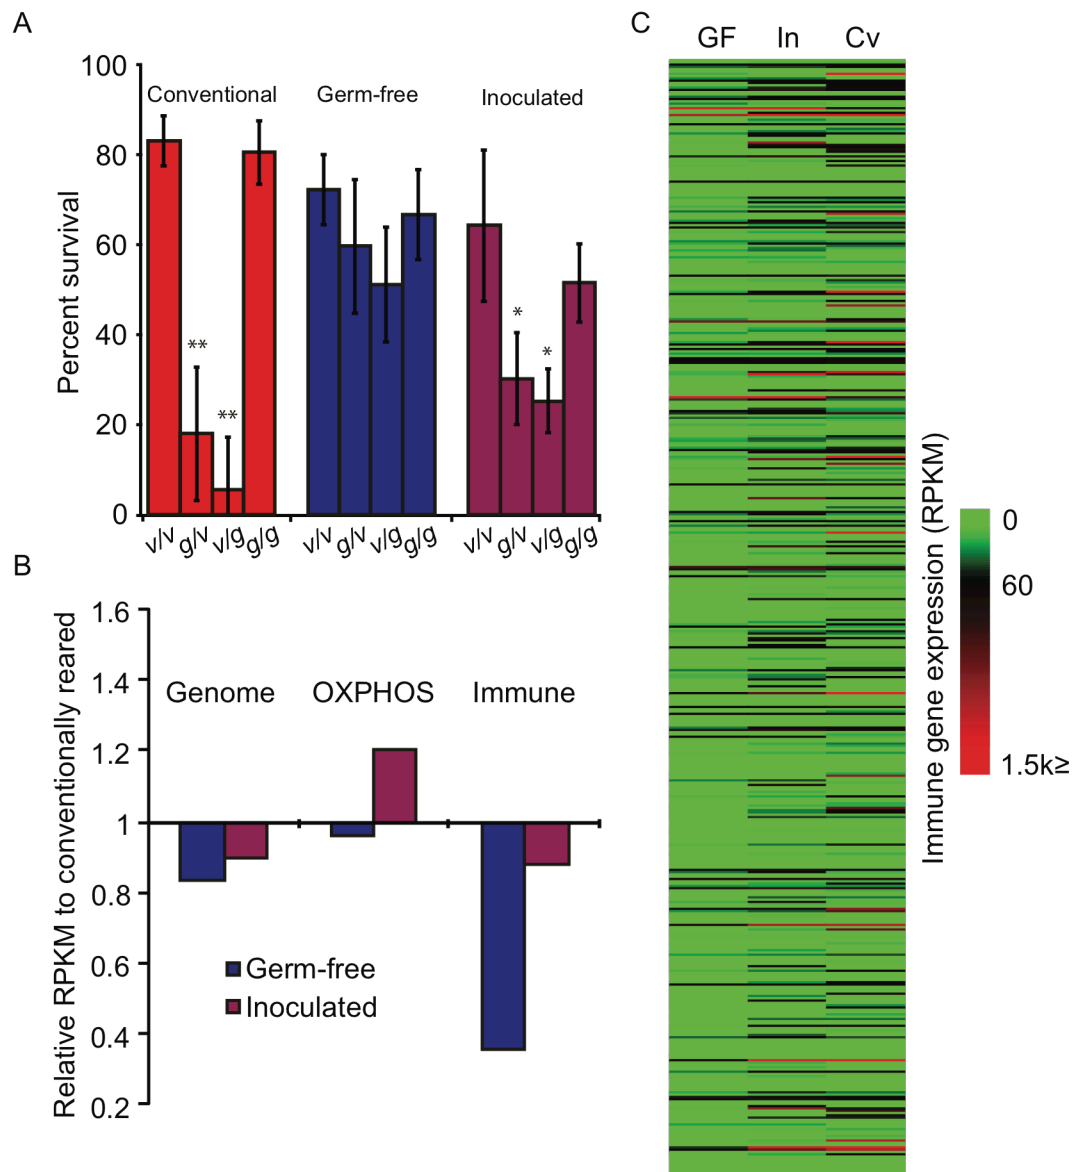 A
100
80
60
40
20
0
Percent survival
Conventional
Germ-free
Inoculated
**
**
*
*
v/v g/v v/g g/g
v/v g/v v/g g/g
v/v g/v v/g g/g
B
1.6
1.4
1.2
1
0.8
0.6
0.4
0.2
Relative RPKM to conventionally reared
Genome
OXPHOS
Immune
Germ-free
Inoculated
C
GF In Cv
Immune gene expression (RPKM)
0
60
1.5k≥